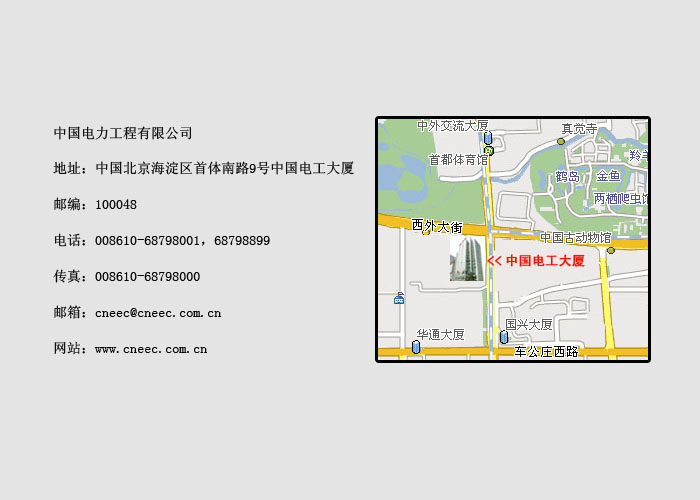 中国电力工程有限公司
地址：中国北京海淀区首体南路9号中国电工大厦
邮编：100048
电话：008610-68798001，68798899
传真：008610-68798000
邮箱：cneec@cneec.com.cn
网站：www.cneec.com.cn
中外交流大厦
真觉寺
首都体育馆
鹤岛
金鱼
两栖爬虫馆
西外大街
中国古动物馆
<< 中国电工大厦
国兴大厦
华通大厦
车公庄西路